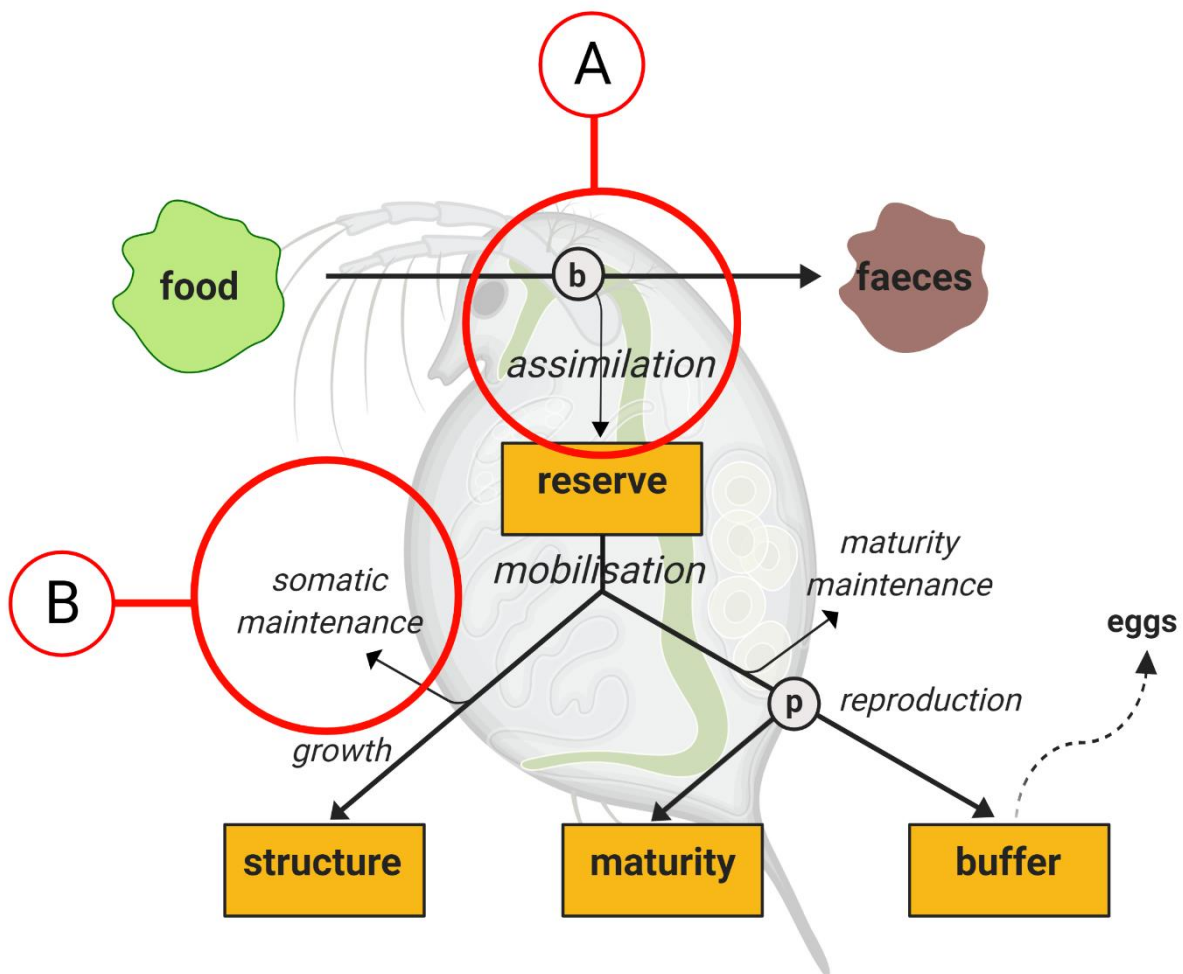 A
food
b
faeces
assimilation
reserve
mobilisation
maturity
maintenance
somatic
maintenance
B
eggs
p
reproduction
growth
structure
maturity
buffer